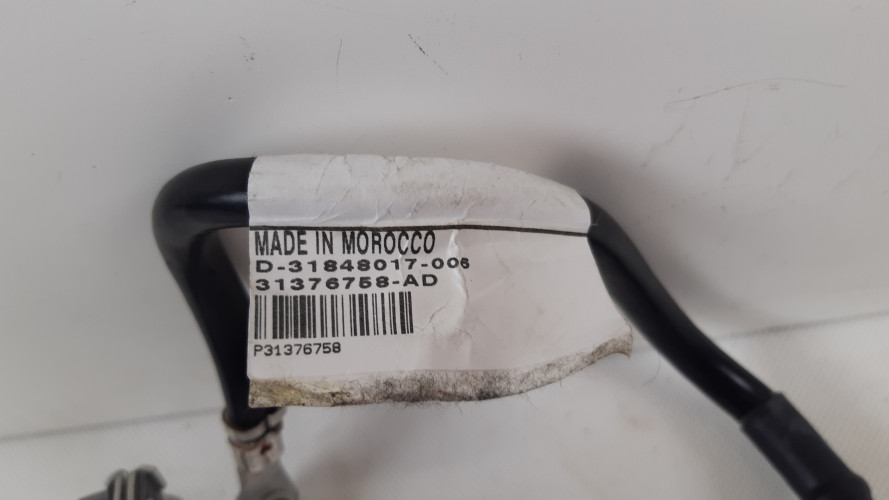 MADE IN MOROCCO
D-31848017-006
31376758-AD
P31376758